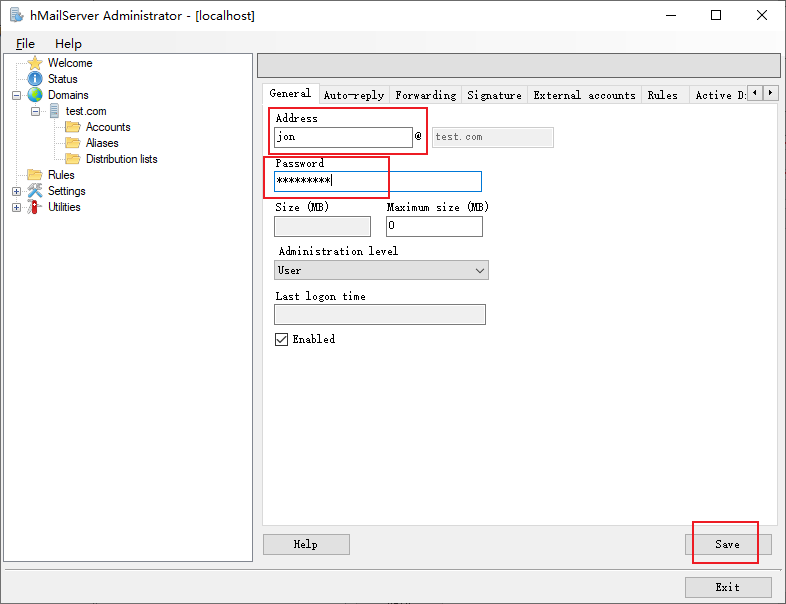 hMailServer Administrator - [localhost]
File Help
Welcome
Status
Domains
test.com
Accounts
Aliases
Distribution lists
Rules
Settings
Utilities
General Auto-reply Forwarding Signature External accounts Rules Active D:
Address
jon @ test.com
Password
*********
Size (MB) Maximum size (MB)
0
Administration level
User
Last logon time
Enabled
Help Save
Exit